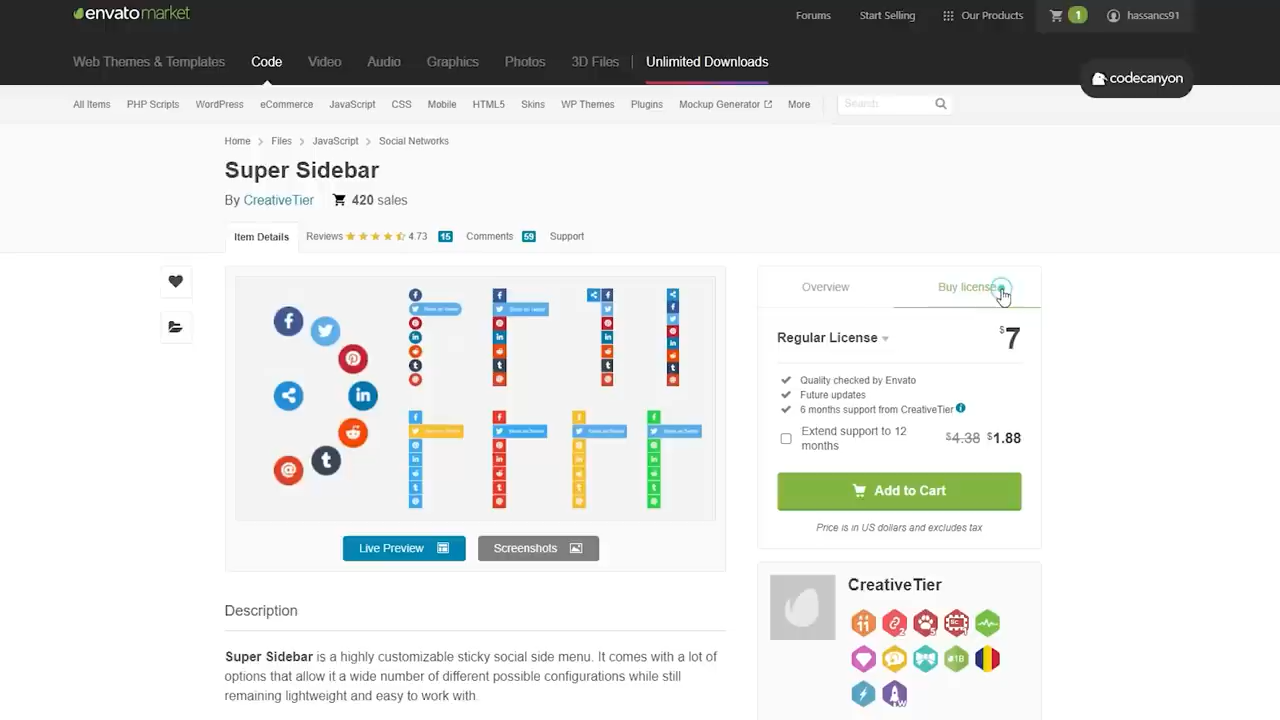 envatomarket
Forums
Start Selling
Our Products
1
hassancs91
Web Themes & Templates
Code
Video
Audio
Graphics
Photos
3D Files
Unlimited Downloads
codecanyon
All Items
PHP Scripts
WordPress
eCommerce
JavaScript
CSS
Mobile
HTML5
Skins
WP Themes
Plugins
Mockup Generator
More
Search
Home > Files > JavaScript > Social Networks
Super Sidebar
By CreativeTier
420 sales
Item Details
Reviews
4.73
15
Comments
59
Support
Overview
Buy license
Regular License
$7
Quality checked by Envato
Future updates
6 months support from CreativeTier
Extend support to 12
months
$4.38 $1.88
Add to Cart
Price is in US dollars and excludes tax
Live Preview
Screenshots
CreativeTier
Description
Super Sidebar is a highly customizable sticky social side menu. It comes with a lot of
options that allow it a wide number of different possible configurations while still
remaining lightweight and easy to work with.